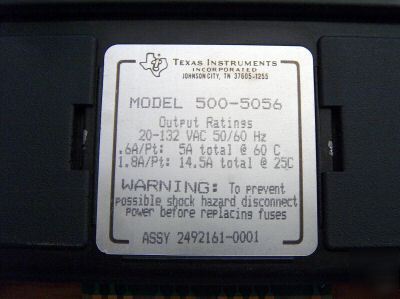 TEXAS INSTRUMENTS
INCORPORATED
JOHNSON CITY, TN 37605-1255
MODEL 500-5056
Output Ratings
20-132 VAC 50/60 Hz
.6A/Pt: 5A total @ 60 C
1.8A/Pt: 14.5A total @ 25C
WARNING: To prevent
possible shock hazard disconnect
power before replacing fuses
ASSY 2492161-0001